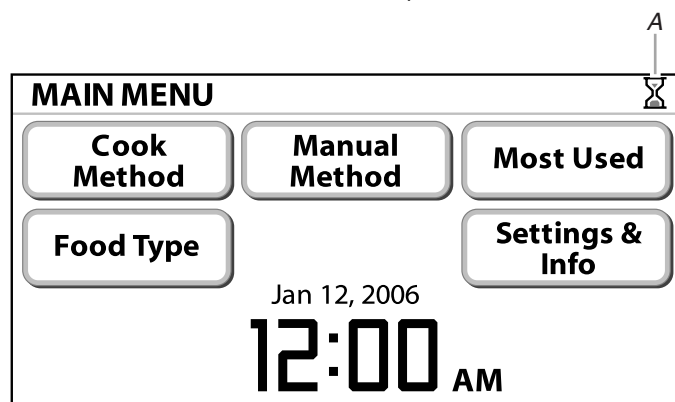 A
MAIN MENU
Cook
Method
Manual
Method
Most Used
Food Type
Settings &
Info
Jan 12, 2006
12:00 AM